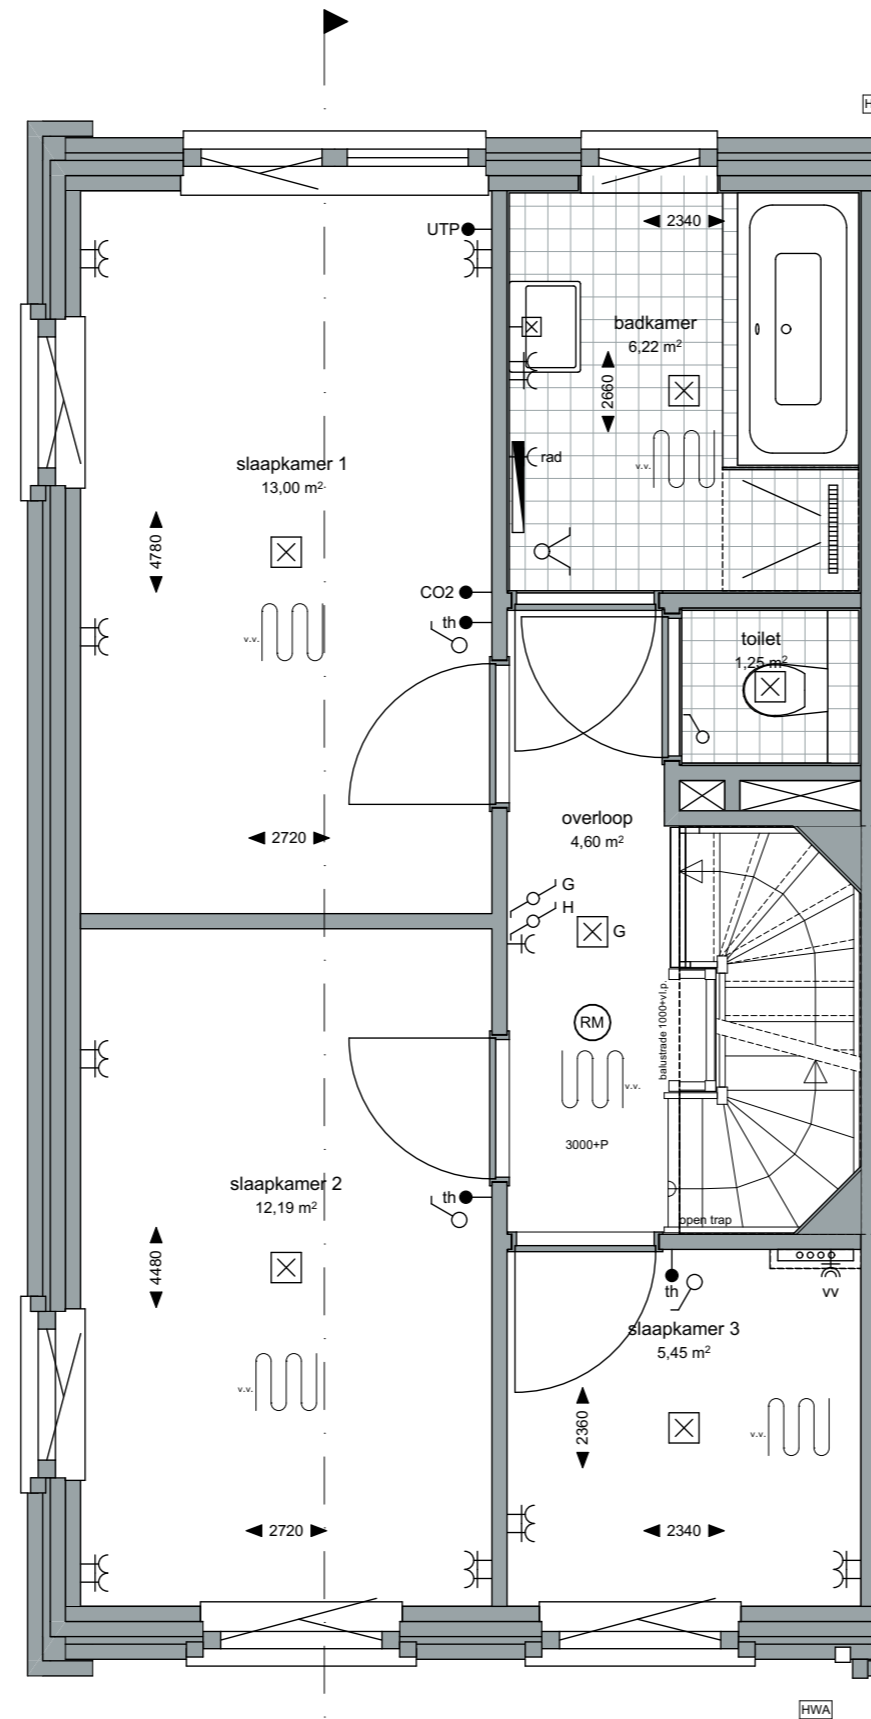 UTP
2340
badkamer
6,22 m²
2660
rad
v.v.
slaapkamer 1
13,00 m²
4780
CO2
th
v.v.
toilet
1,25 m²
2720
overloop
4,60 m²
G
H
G
RM
balustrade 1000+vl.p.
v.v.
3000+P
open trap
slaapkamer 2
12,19 m²
th
4480
th
vv
slaapkamer 3
5,45 m²
v.v.
2360
v.v.
2720
2340
HWA